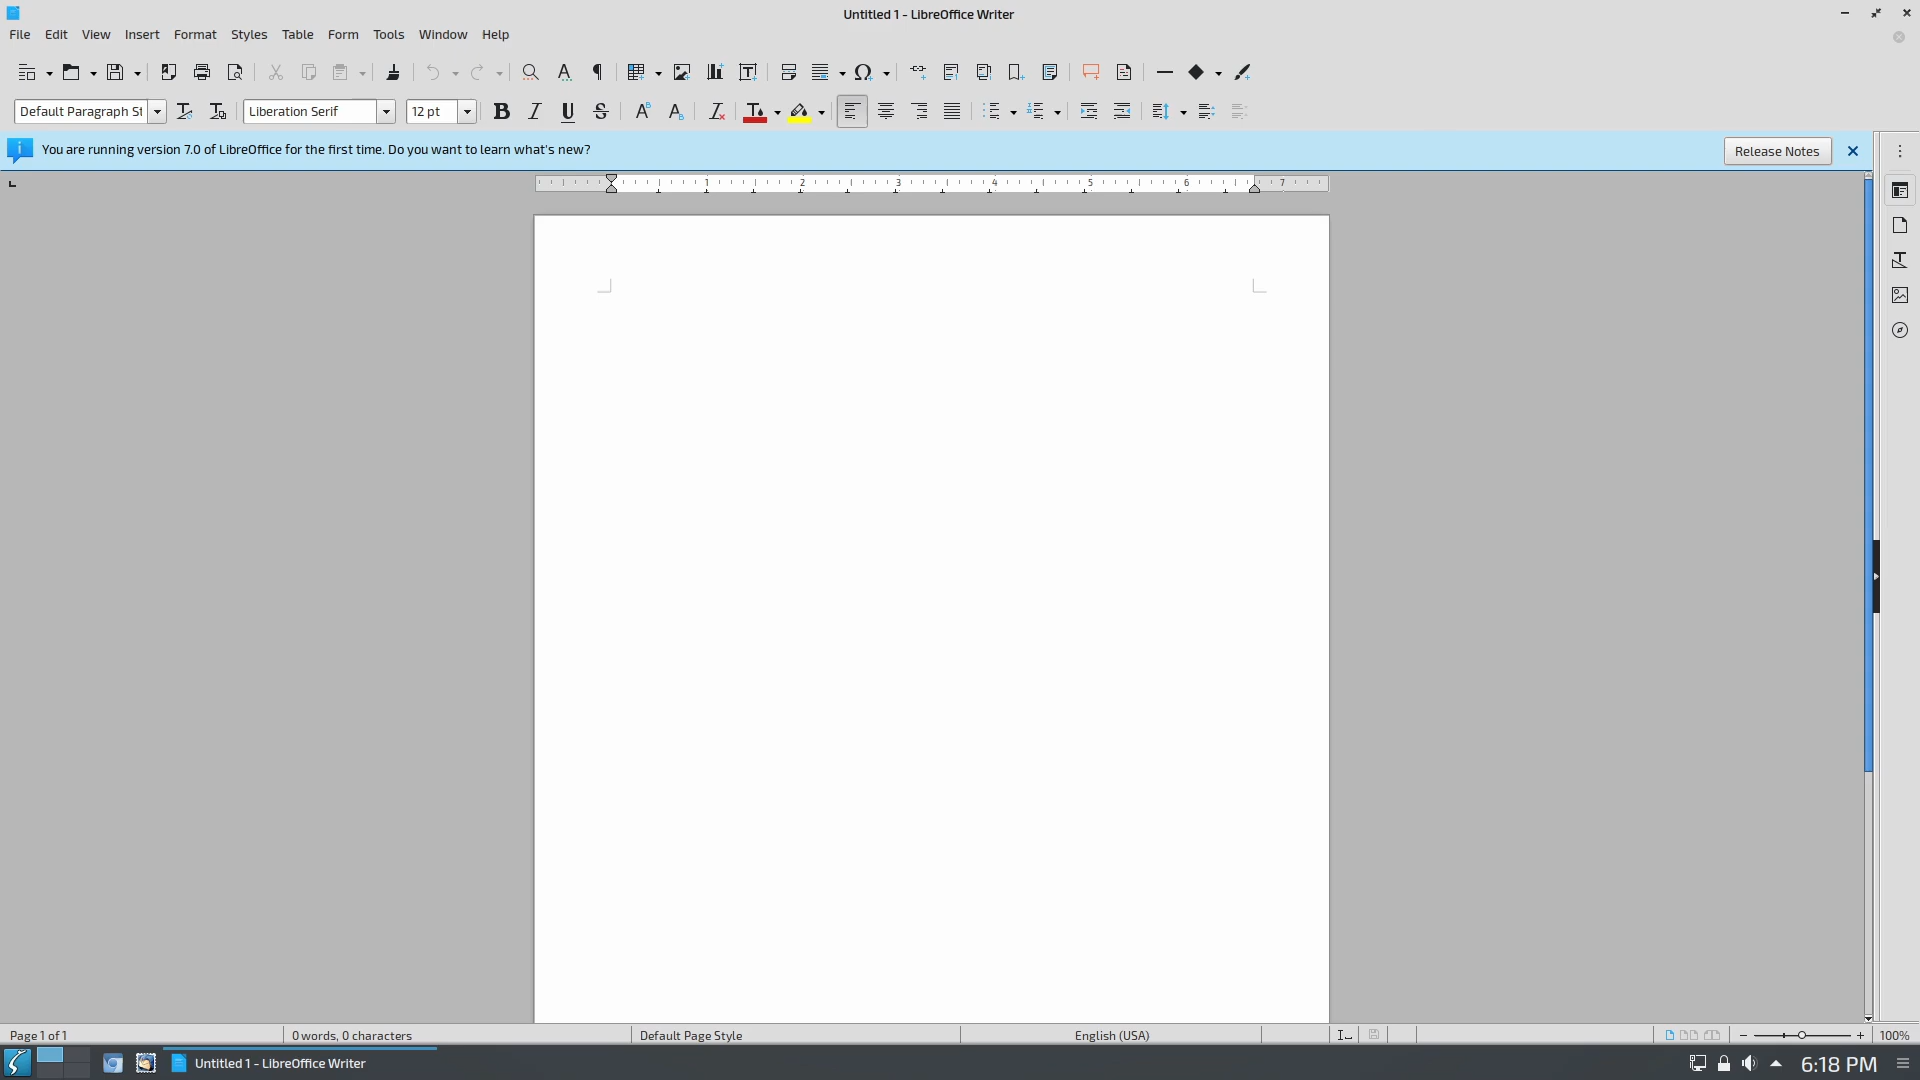 Untitled 1 - LibreOffice Writer
File Edit View Insert Format Styles Table Form Tools Window Help
Default Paragraph St Liberation Serif 12 pt
You are running version 7.0 of LibreOffice for the first time. Do you want to learn what's new? Release Notes
1 2 3 4 5 6 7
Page 1 of 1 0 words, 0 characters Default Page Style English (USA) 100%
Untitled 1 - LibreOffice Writer 6:18 PM